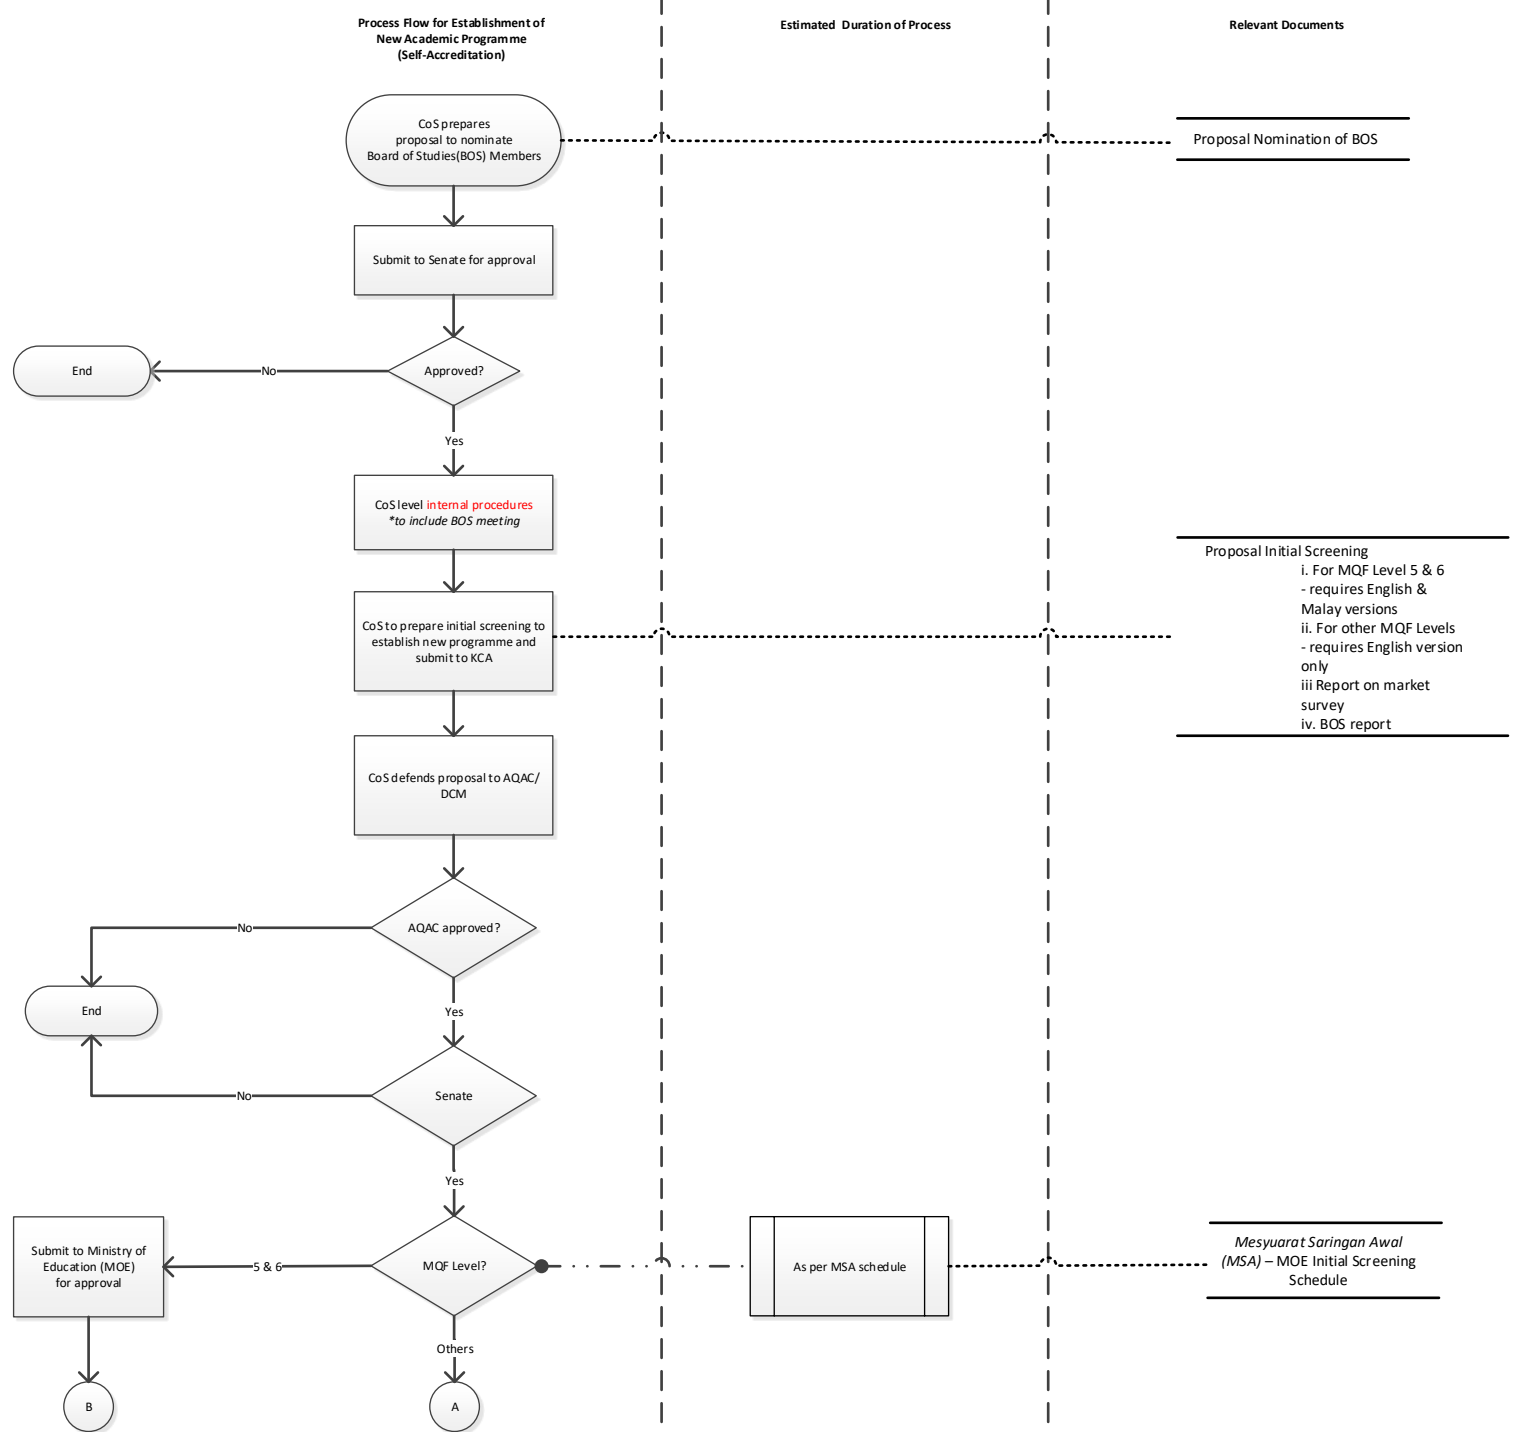 Process Flow for Establishment of
New Academic Programme
(Self-Accreditation)
Estimated Duration of Process
Relevant Documents
CoS prepares
proposal to nominate
Board of Studies(BOS) Members
Proposal Nomination of BOS
Submit to Senate for approval
Approved?
No
End
Yes
CoS level internal procedures
*to include BOS meeting
CoS to prepare initial screening to
establish new programme and
submit to KCA
Proposal Initial Screening
i. For MQF Level 5 & 6
- requires English &
Malay versions
ii. For other MQF Levels
- requires English version
only
iii Report on market
survey
iv. BOS report
CoS defends proposal to AQAC/
DCM
AQAC approved?
No
End
Yes
Senate
No
Yes
MQF Level?
5 & 6
Submit to Ministry of
Education (MOE)
for approval
As per MSA schedule
Mesyuarat Saringan Awal
(MSA) – MOE Initial Screening
Schedule
Others
B
A